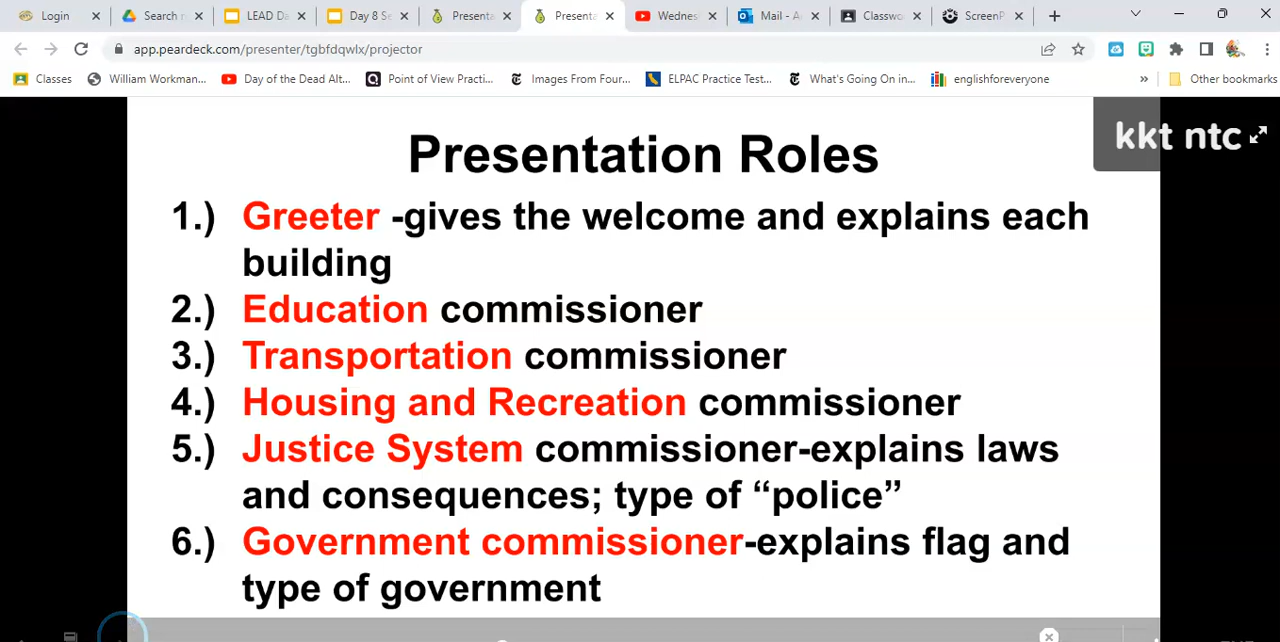 Login
Search r
LEAD Da
Day 8 Se
Presenta
Presenta
Wednes
Mail - A
Classwo
ScreenP
app.peardeck.com/presenter/tgbfdqwlx/projector
Classes
William Workman...
Day of the Dead Alt...
Point of View Practi...
Images From Four...
ELPAC Practice Test...
What's Going On in...
englishforeveryone
» Other bookmarks
kkt ntc
Presentation Roles
1.) Greeter -gives the welcome and explains each
building
2.) Education commissioner
3.) Transportation commissioner
4.) Housing and Recreation commissioner
5.) Justice System commissioner-explains laws
and consequences; type of “police”
6.) Government commissioner-explains flag and
type of government